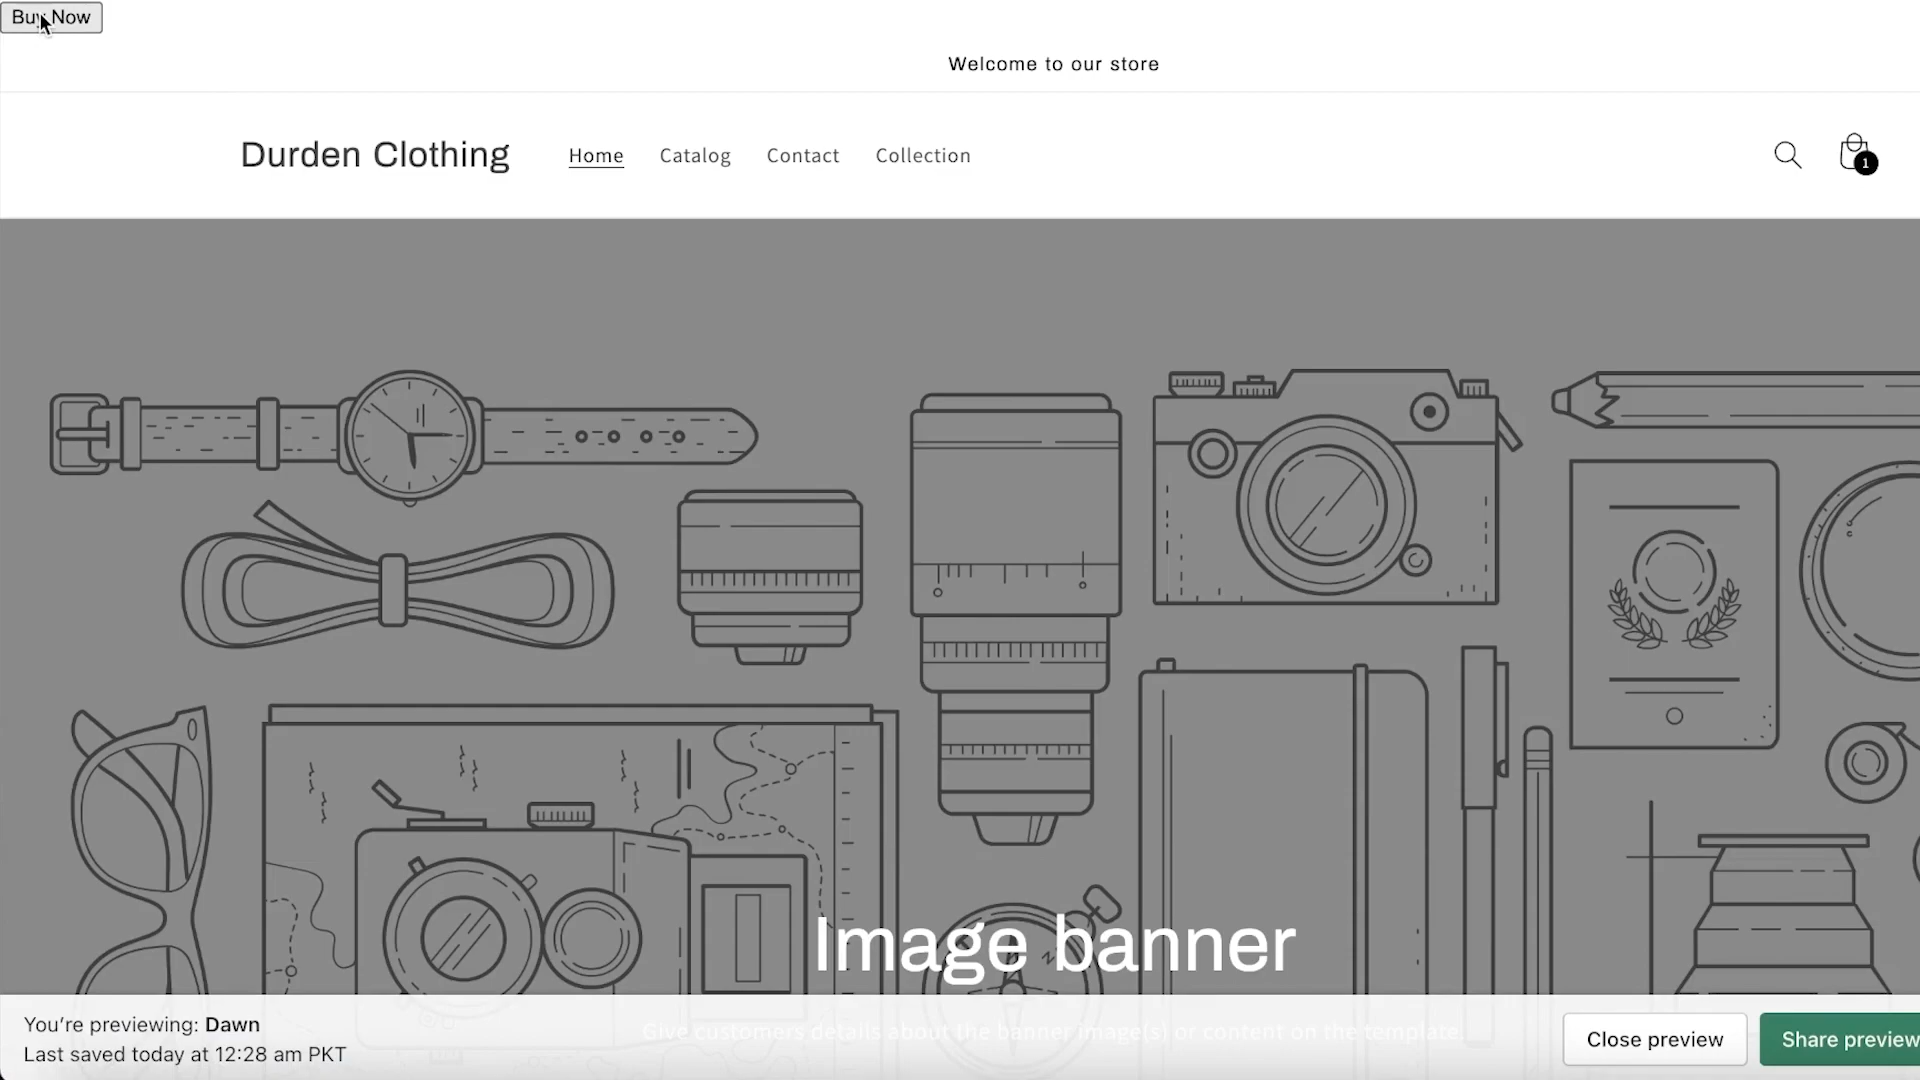 Buy Now
Welcome to our store
Durden Clothing
Home Catalog Contact Collection
1
Image banner
Give customers details about the banner image(s) or content on the template.
You're previewing: Dawn
Last saved today at 12:28 am PKT
Close preview
Share preview